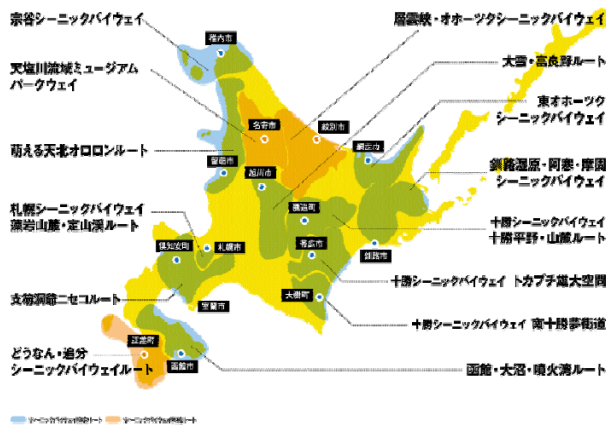 宗谷シーニックバイウェイ
層雲峡・オホーツクシーニックバイウェイ
稚内市
天塩川流域ミュージアム
パークウェイ
大雪・富良野ルート
東オホーツク
シーニックバイウェイ
名寄市
紋別市
網走市
萌える天北オロロンルート
留萌市
旭川市
釧路湿原・阿寒・摩周
シーニックバイウェイ
札幌シーニックバイウェイ
藻岩山麓・定山渓ルート
鹿追町
十勝シーニックバイウェイ
十勝平野・山麓ルート
倶知安町
札幌市
帯広市
釧路市
十勝シーニックバイウェイ トカプチ雄大空間
支笏洞爺ニセコルート
室蘭市
大樹町
十勝シーニックバイウェイ 南十勝夢街道
江差町
どうなん・追分
シーニックバイウェイルート
函館市
函館・大沼・噴火湾ルート